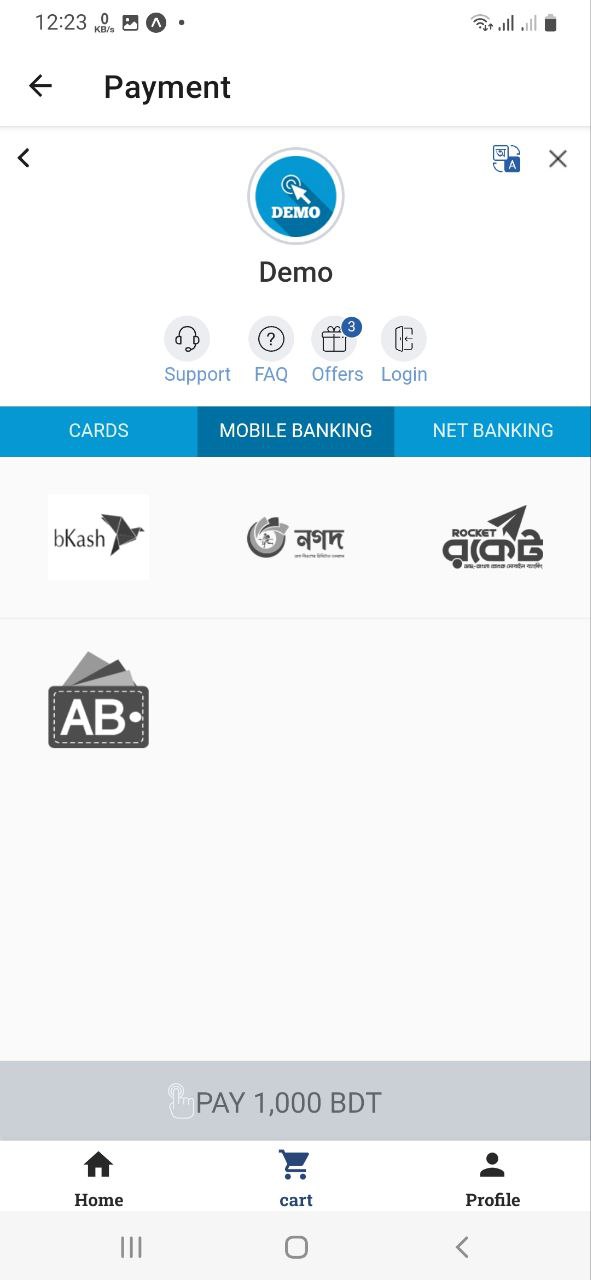 12:23 0 KB/s
Payment
অ A
DEMO
Demo
3
Support FAQ Offers Login
CARDS MOBILE BANKING NET BANKING
bKash নগদ ROCKET
রকেট
AB
PAY 1,000 BDT
Home cart Profile